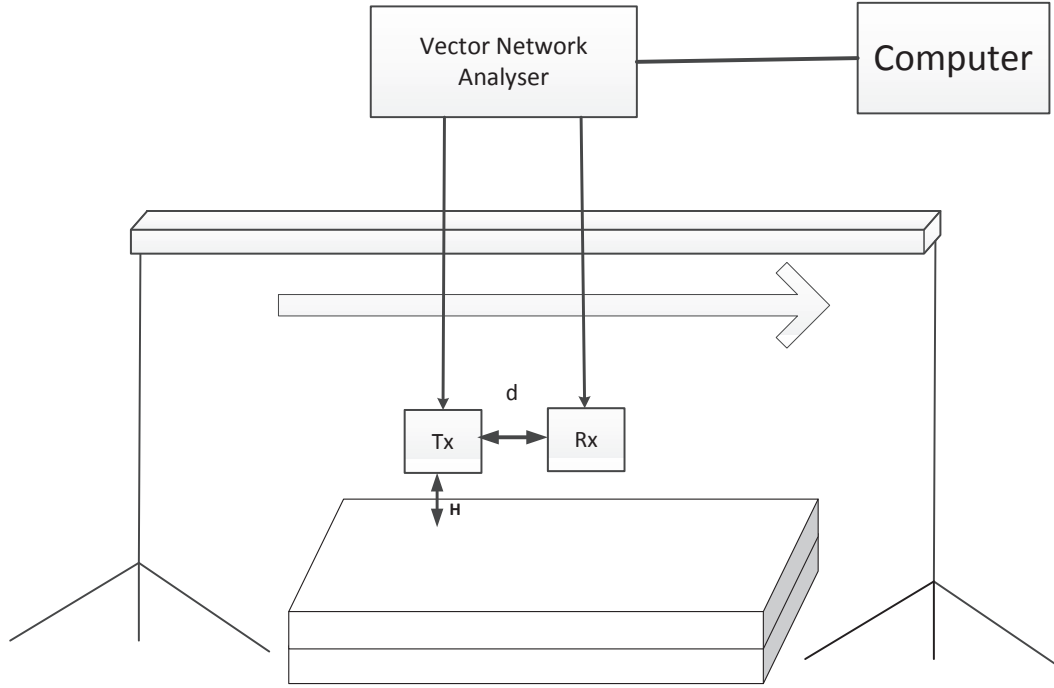 Vector Network
Analyser
Computer
d
Tx
Rx
H